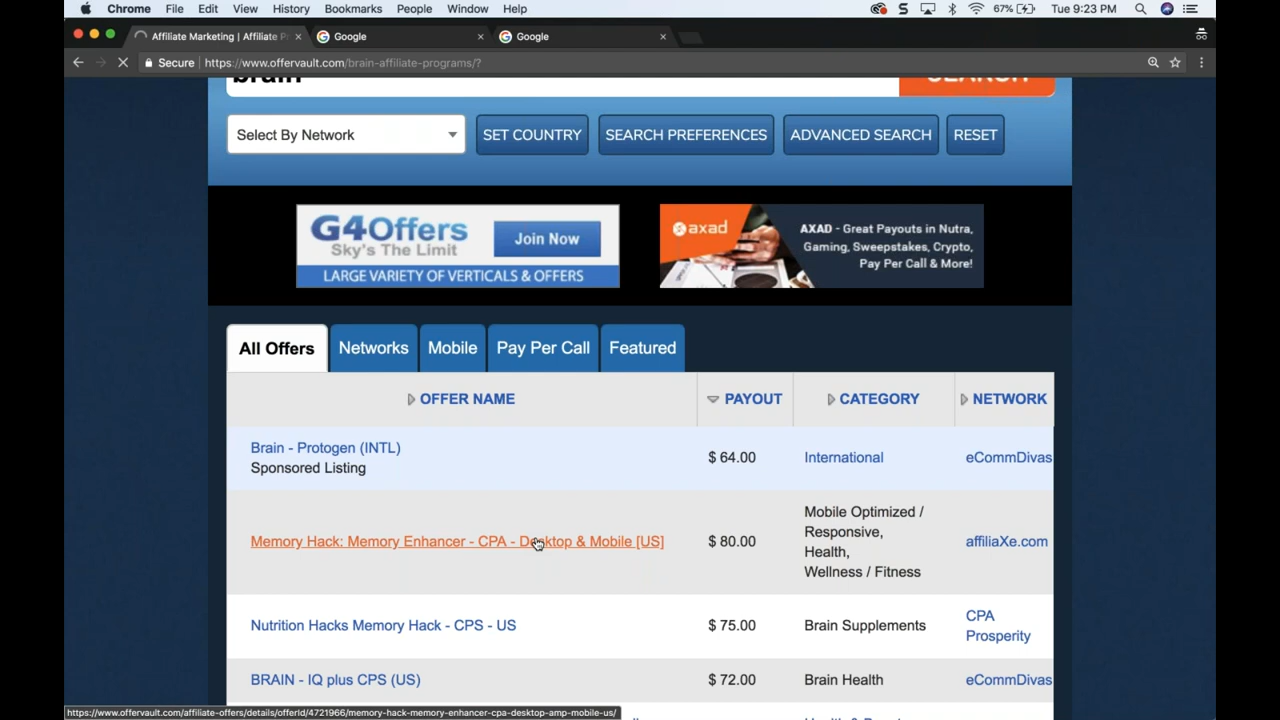 Chrome File Edit View History Bookmarks People Window Help 67% Tue 9:23 PM
Affiliate Marketing | Affiliate Pr Google Google
Secure https://www.offervault.com/brain-affiliate-programs/?
brain SEARCH
Select By Network SET COUNTRY SEARCH PREFERENCES ADVANCED SEARCH RESET
G4Offers
Sky's The Limit
Join Now
LARGE VARIETY OF VERTICALS & OFFERS
axad
AXAD - Great Payouts in Nutra,
Gaming, Sweepstakes, Crypto,
Pay Per Call & More!
All Offers Networks Mobile Pay Per Call Featured
OFFER NAME PAYOUT CATEGORY NETWORK
Brain - Protogen (INTL)
Sponsored Listing
$ 64.00 International eCommDivas
Memory Hack: Memory Enhancer - CPA - Desktop & Mobile [US] $ 80.00
Mobile Optimized /
Responsive,
Health,
Wellness / Fitness
affiliaXe.com
Nutrition Hacks Memory Hack - CPS - US $ 75.00 Brain Supplements
CPA
Prosperity
BRAIN - IQ plus CPS (US) $ 72.00 Brain Health eCommDivas
https://www.offervault.com/affiliate-offers/details/offerId/4721966/memory-hack-memory-enhancer-cpa-desktop-amp-mobile-us/